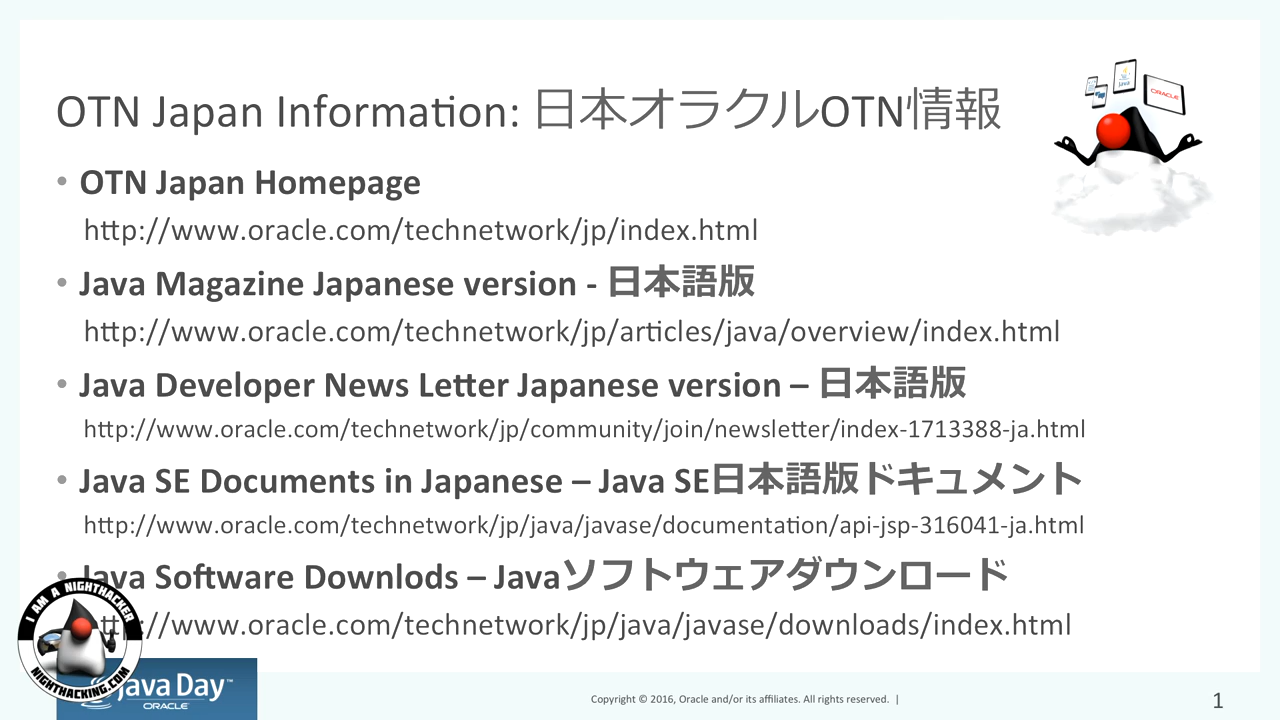 OTN Japan Information: 日本オラクルOTN情報
• OTN Japan Homepage
http://www.oracle.com/technetwork/jp/index.html
• Java Magazine Japanese version - 日本語版
http://www.oracle.com/technetwork/jp/articles/java/overview/index.html
• Java Developer News Letter Japanese version – 日本語版
http://www.oracle.com/technetwork/jp/community/join/newsletter/index-1713388-ja.html
• Java SE Documents in Japanese – Java SE日本語版ドキュメント
http://www.oracle.com/technetwork/jp/java/javase/documentation/api-jsp-316041-ja.html
• Java Software Downlods – Javaソフトウェアダウンロード
http://www.oracle.com/technetwork/jp/java/javase/downloads/index.html
Java
ORACLE
I AM A NIGHTHACKER
NIGHTHACKING.COM
Java Day™
ORACLE
Copyright © 2016, Oracle and/or its affiliates. All rights reserved. |
1